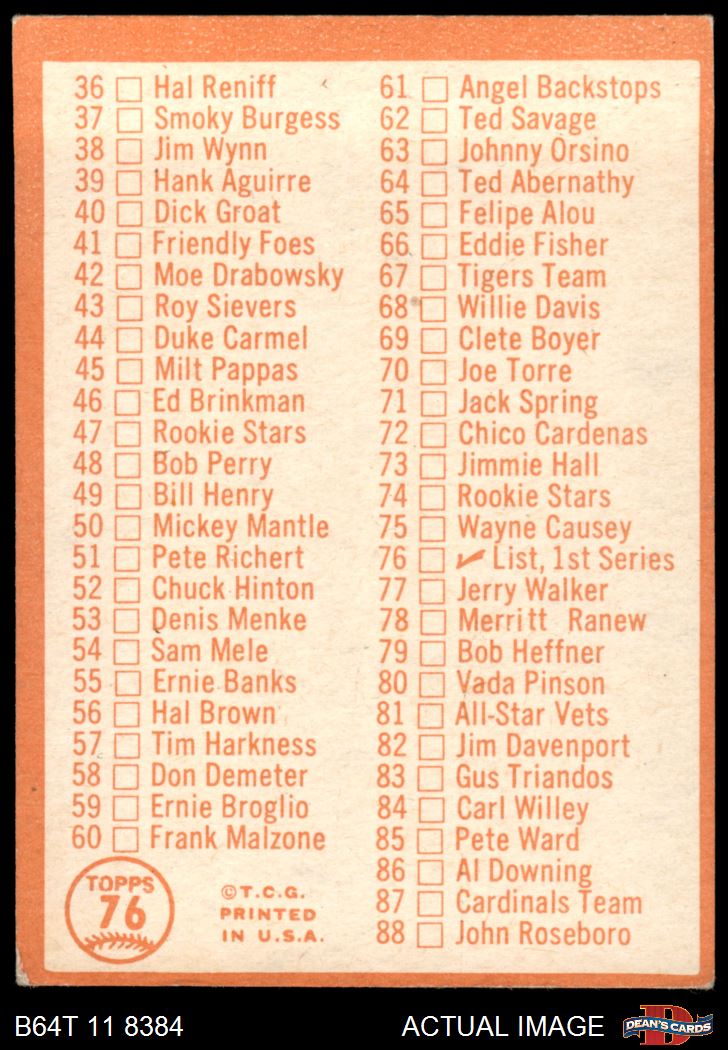 36 Hal Reniff
37 Smoky Burgess
38 Jim Wynn
39 Hank Aguirre
40 Dick Groat
41 Friendly Foes
42 Moe Drabowsky
43 Roy Sievers
44 Duke Carmel
45 Milt Pappas
46 Ed Brinkman
47 Rookie Stars
48 Bob Perry
49 Bill Henry
50 Mickey Mantle
51 Pete Richert
52 Chuck Hinton
53 Denis Menke
54 Sam Mele
55 Ernie Banks
56 Hal Brown
57 Tim Harkness
58 Don Demeter
59 Ernie Broglio
60 Frank Malzone
TOPPS
76
©T.C.G.
PRINTED
IN U.S.A.
61 Angel Backstops
62 Ted Savage
63 Johnny Orsino
64 Ted Abernathy
65 Felipe Alou
66 Eddie Fisher
67 Tigers Team
68 Willie Davis
69 Clete Boyer
70 Joe Torre
71 Jack Spring
72 Chico Cardenas
73 Jimmie Hall
74 Rookie Stars
75 Wayne Causey
76 ✓ List, 1st Series
77 Jerry Walker
78 Merritt Ranew
79 Bob Heffner
80 Vada Pinson
81 All-Star Vets
82 Jim Davenport
83 Gus Triandos
84 Carl Willey
85 Pete Ward
86 Al Downing
87 Cardinals Team
88 John Roseboro
B64T 11 8384
ACTUAL IMAGE
D
DEAN'S CARDS